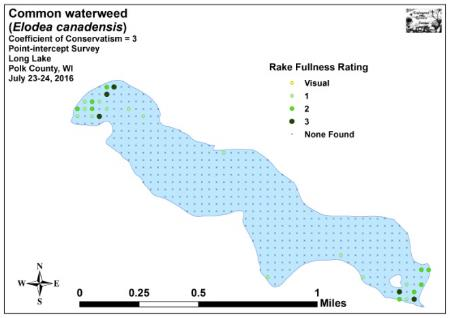 Common waterweed
(Elodea canadensis)
Coefficient of Conservatism = 3
Point-intercept Survey
Long Lake
Polk County, WI
July 23-24, 2016
Rake Fullness Rating
Visual
1
2
3
None Found
N
W E
S
0 0.25 0.5 1
Miles